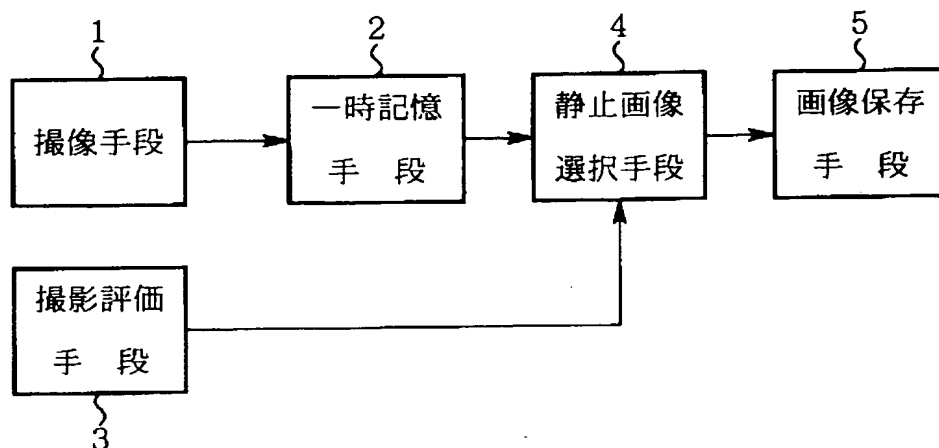 1
撮像手段
2
一時記憶
手 段
4
静止画像
選択手段
5
画像保存
手 段
撮影評価
手 段
3